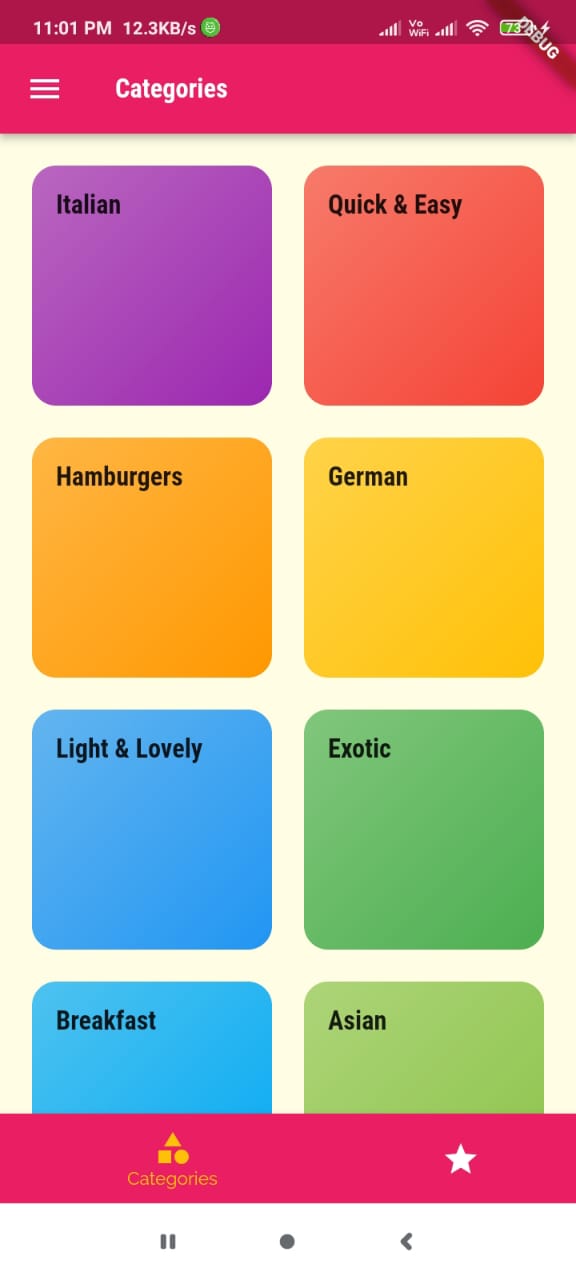 11:01 PM 12.3KB/s Vo WiFi 73 DEBUG
Categories
Italian Quick & Easy
Hamburgers German
Light & Lovely Exotic
Breakfast Asian
Categories